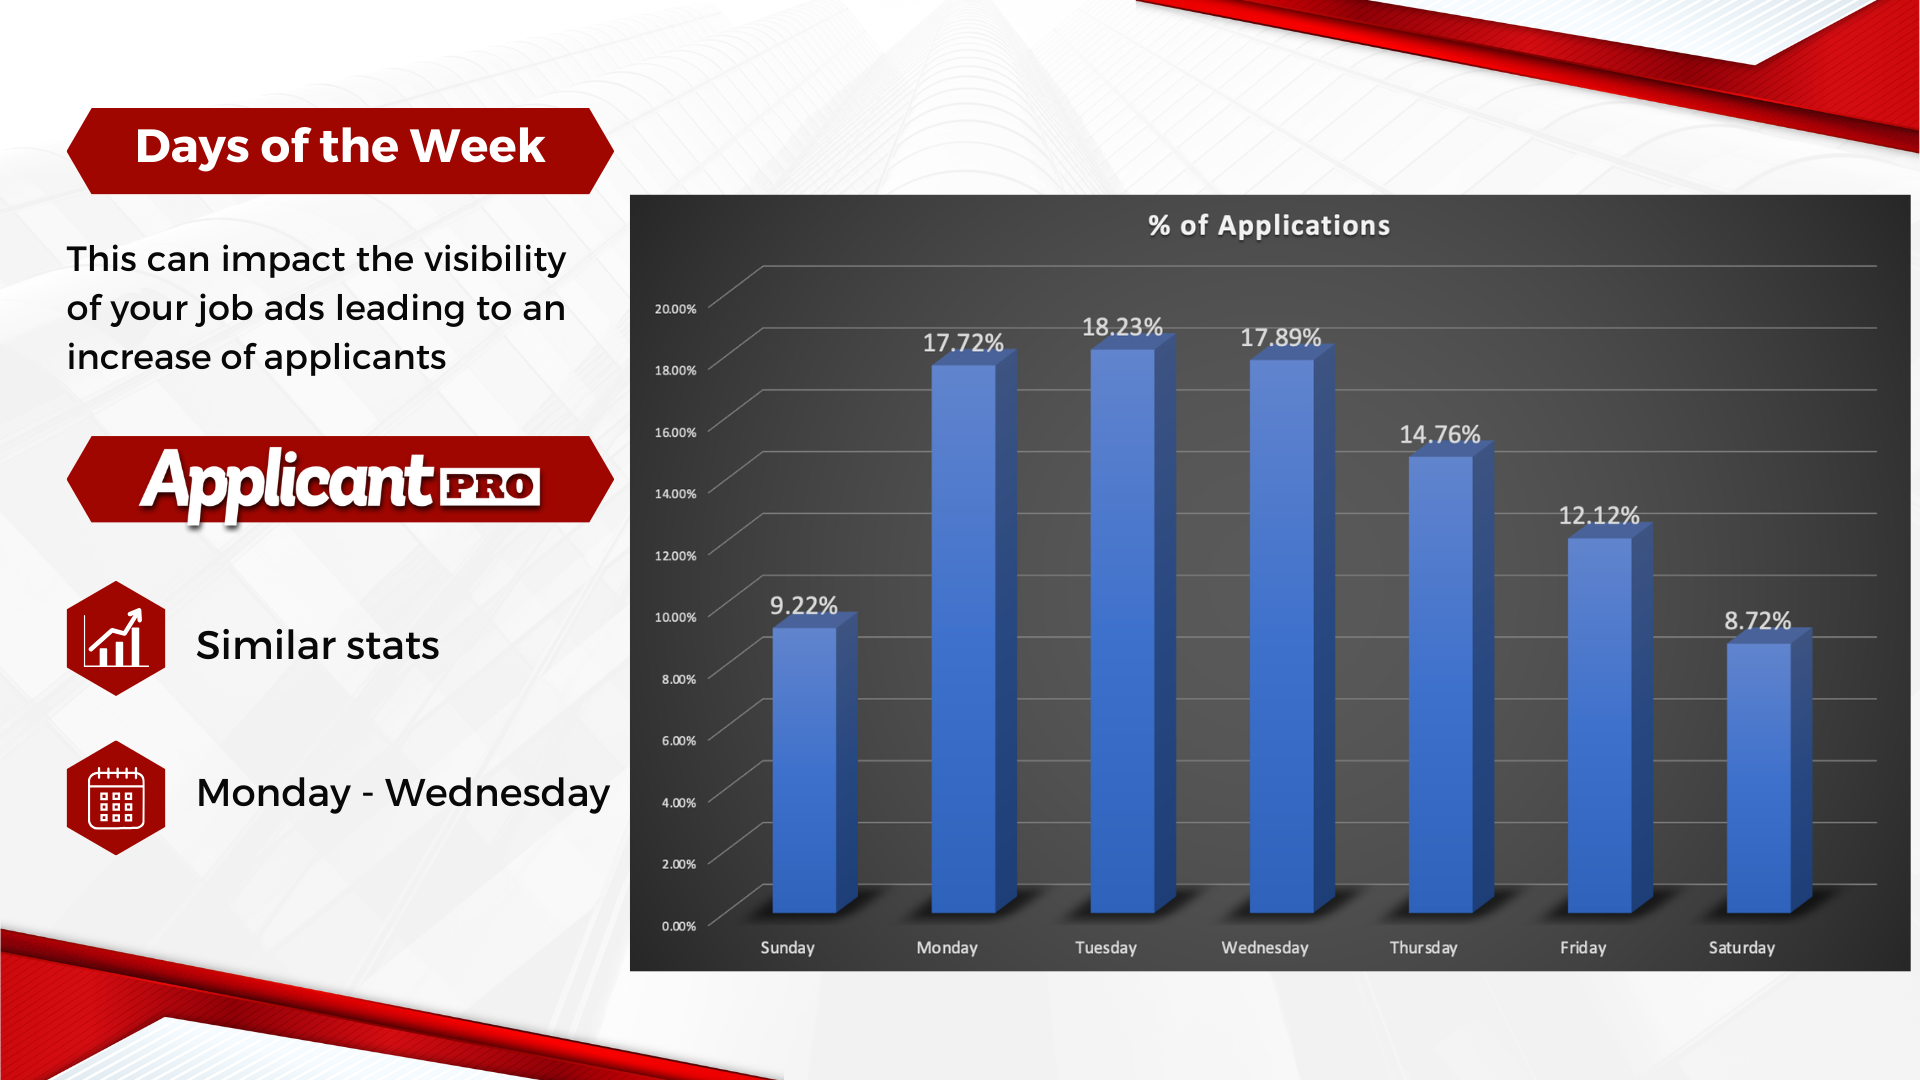 Days of the Week
This can impact the visibility
of your job ads leading to an
increase of applicants
Applicant PRO
Similar stats
Monday - Wednesday
% of Applications
20.00%
18.00%
16.00%
14.00%
12.00%
10.00%
8.00%
6.00%
4.00%
2.00%
0.00%
9.22%
17.72%
18.23%
17.89%
14.76%
12.12%
8.72%
Sunday
Monday
Tuesday
Wednesday
Thursday
Friday
Saturday